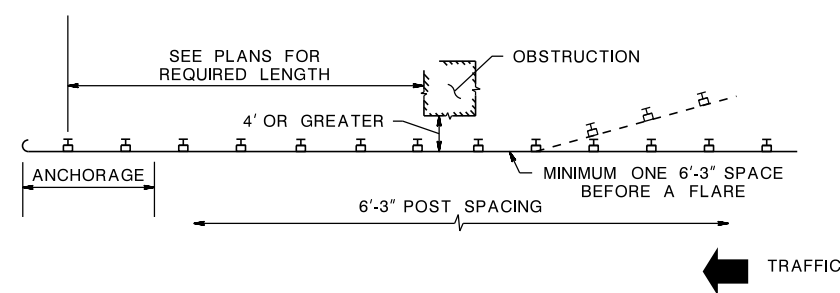 SEE PLANS FOR
REQUIRED LENGTH
OBSTRUCTION
4' OR GREATER
ANCHORAGE
MINIMUM ONE 6'-3" SPACE
BEFORE A FLARE
6'-3" POST SPACING
TRAFFIC